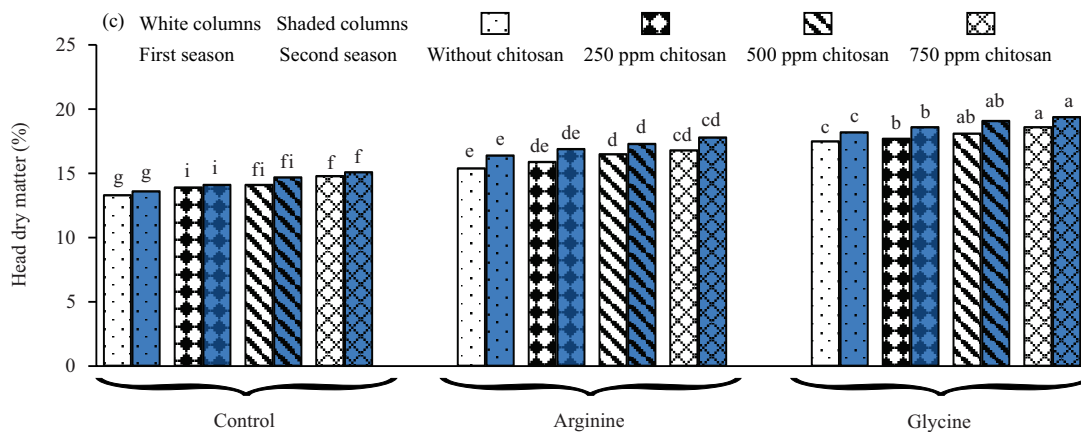 (c) White columns Shaded columns
First season Second season Without chitosan 250 ppm chitosan 500 ppm chitosan 750 ppm chitosan
25
20
15
10
5
0
Head dry matter (%)
g g i i fi fi f f
e e de de d d cd cd
c c b b ab ab a a
Control Arginine Glycine